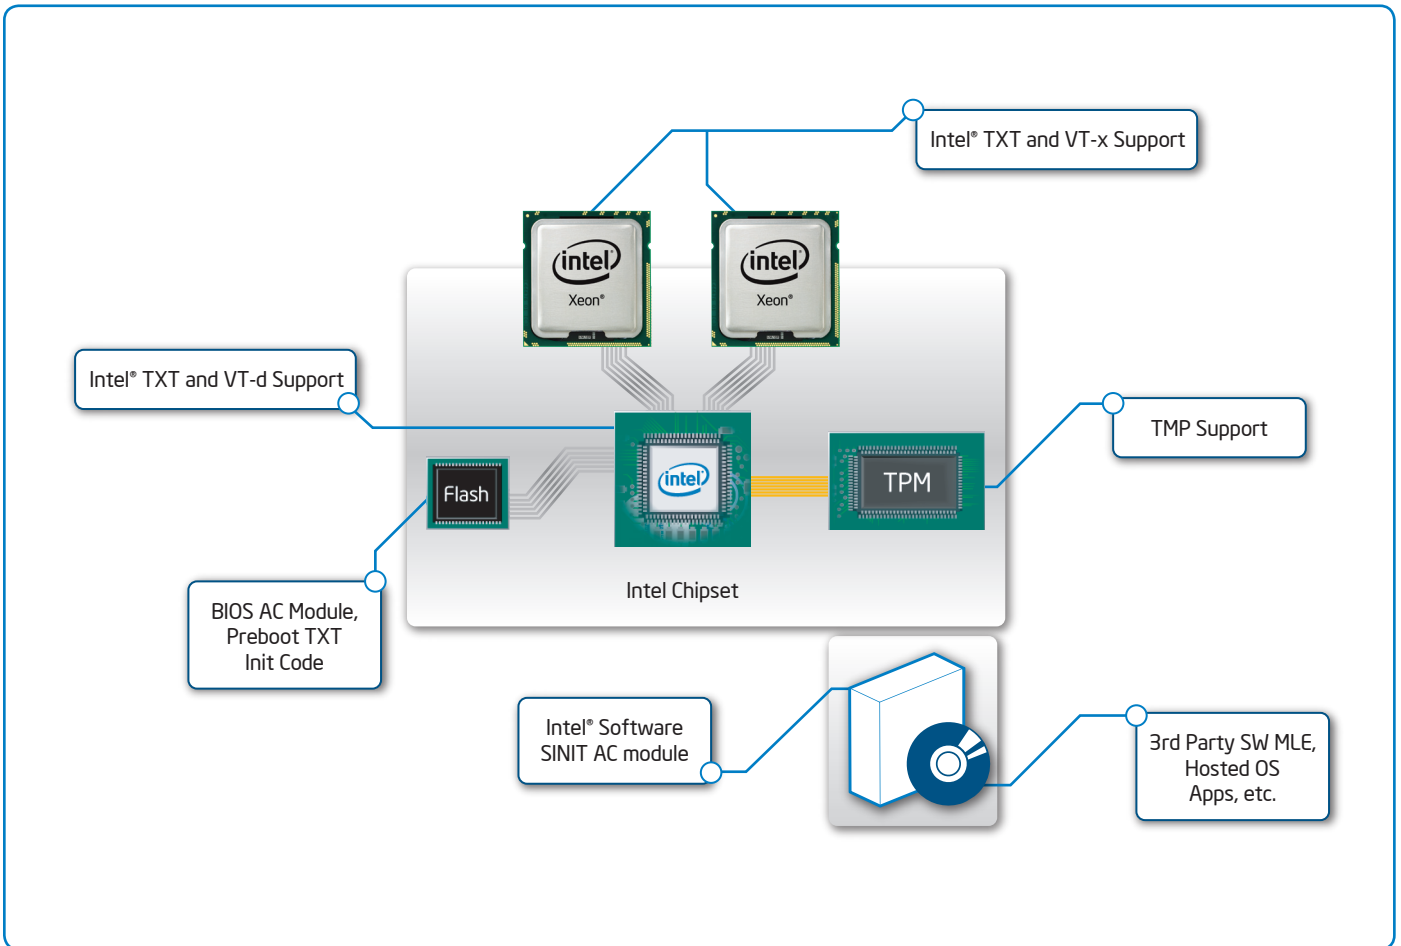 Intel® TXT and VT-x Support
intel
Xeon®
intel
Xeon®
Intel® TXT and VT-d Support
TMP Support
Flash
intel
TPM
Intel Chipset
BIOS AC Module,
Preboot TXT
Init Code
Intel® Software
SINIT AC module
3rd Party SW MLE,
Hosted OS
Apps, etc.